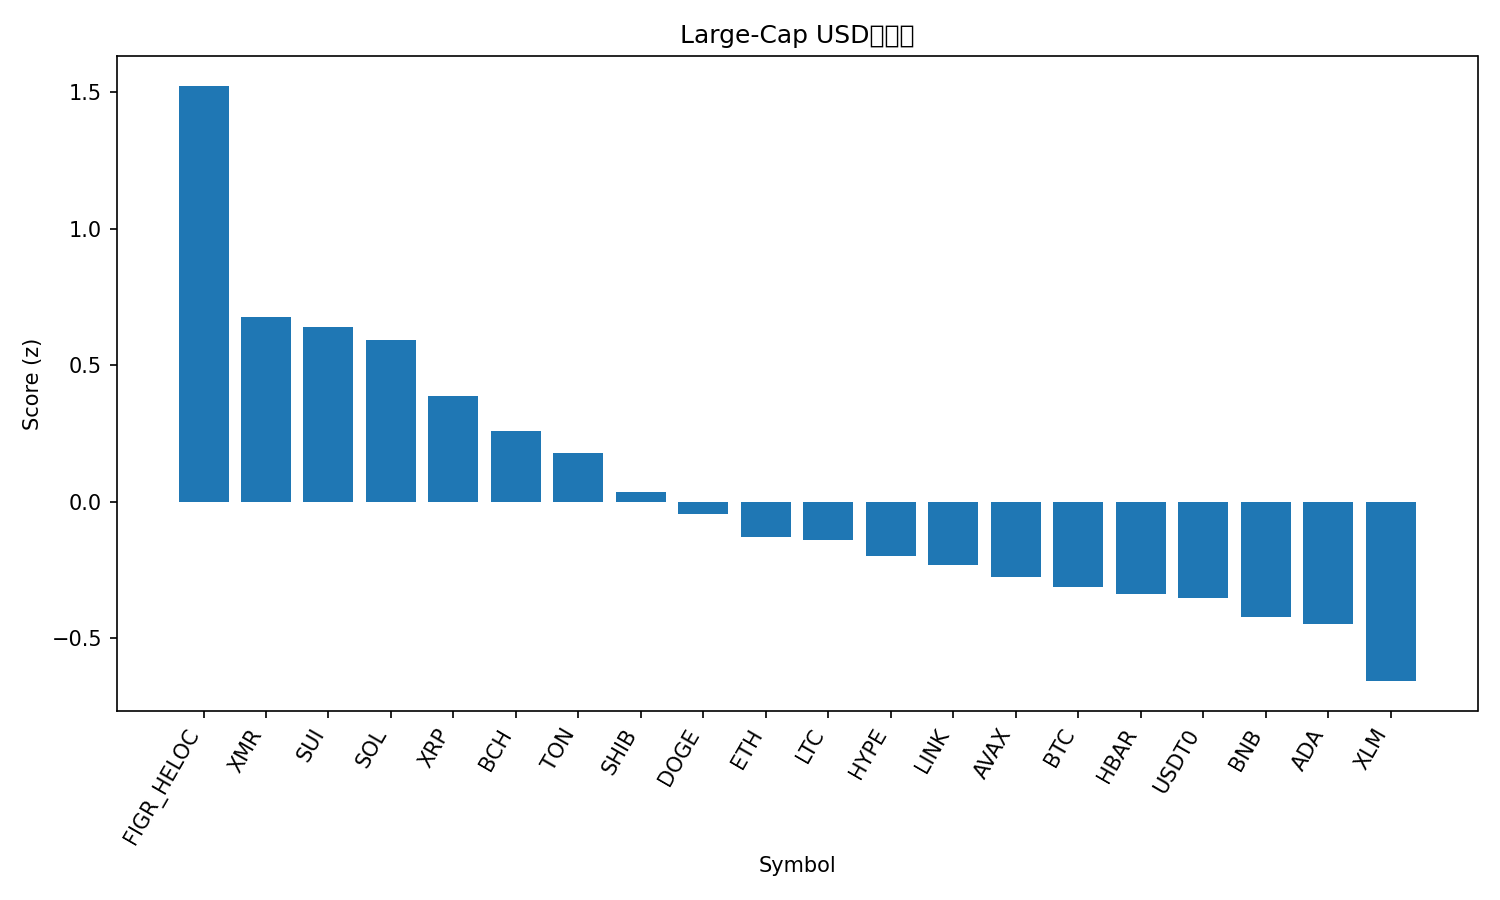 Large-Cap USD
Score (z)
1.5
1.0
0.5
0.0
−0.5
FIGR_HELOC
XMR
SUI
SOL
XRP
BCH
TON
SHIB
DOGE
ETH
LTC
HYPE
LINK
AVAX
BTC
HBAR
USDT0
BNB
ADA
XLM
Symbol